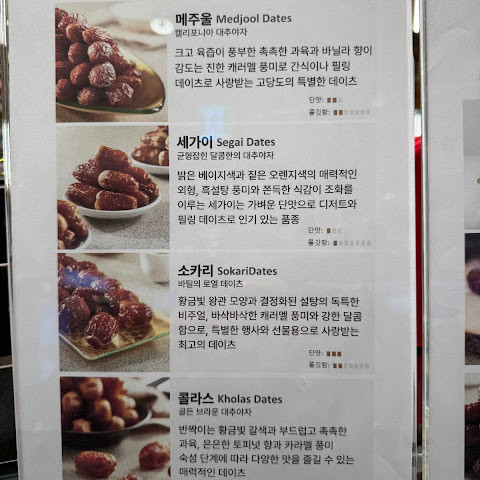 메주울 Medjool Dates
캘리포니아 대추야자
크고 육즙이 풍부한 촉촉한 과육과 바닐라 향이
감도는 진한 캐러멜 풍미로 간식이나 필링
데이츠로 사랑받는 고당도의 특별한 데이츠
단맛:
쫄깃함:
세가이 Segai Dates
균형잡힌 달콤한의 대추야자
밝은 베이지색과 짙은 오렌지색의 매력적인
외형, 흑설탕 풍미와 쫀득한 식감이 조화를
이루는 세가이는 가벼운 단맛으로 디저트와
필링 데이츠로 인기 있는 품종
단맛:
쫄깃함:
소카리 SokariDates
바틸의 로열 데이츠
황금빛 왕관 모양과 결정화된 설탕의 독특한
비주얼, 바삭바삭한 캐러멜 풍미와 강한 달콤
함으로, 특별한 행사와 선물용으로 사랑받는
최고의 데이츠
단맛:
쫄깃함:
콜라스 Kholas Dates
골든 브라운 대추야자
반짝이는 황금빛 갈색과 부드럽고 촉촉한
과육, 은은한 토피넛 향과 카라멜 풍미
숙성 단계에 따라 다양한 맛을 즐길 수 있는
매력적인 데이츠